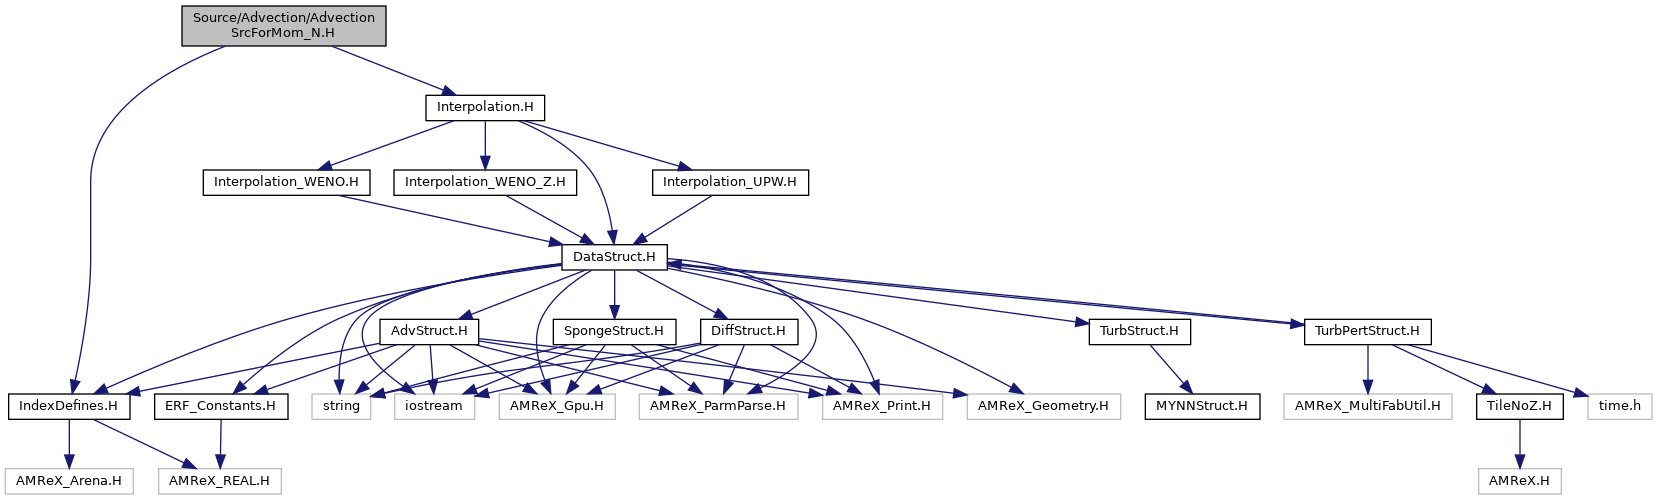 Source/Advection/Advection
SrcForMom_N.H
Interpolation.H
Interpolation_WENO.H
Interpolation_WENO_Z.H
Interpolation_UPW.H
DataStruct.H
AdvStruct.H
SpongeStruct.H
DiffStruct.H
TurbStruct.H
TurbPertStruct.H
IndexDefines.H
ERF_Constants.H
string
iostream
AMReX_Gpu.H
AMReX_ParmParse.H
AMReX_Print.H
AMReX_Geometry.H
MYNNStruct.H
AMReX_MultiFabUtil.H
TileNoZ.H
time.h
AMReX_Arena.H
AMReX_REAL.H
AMReX.H